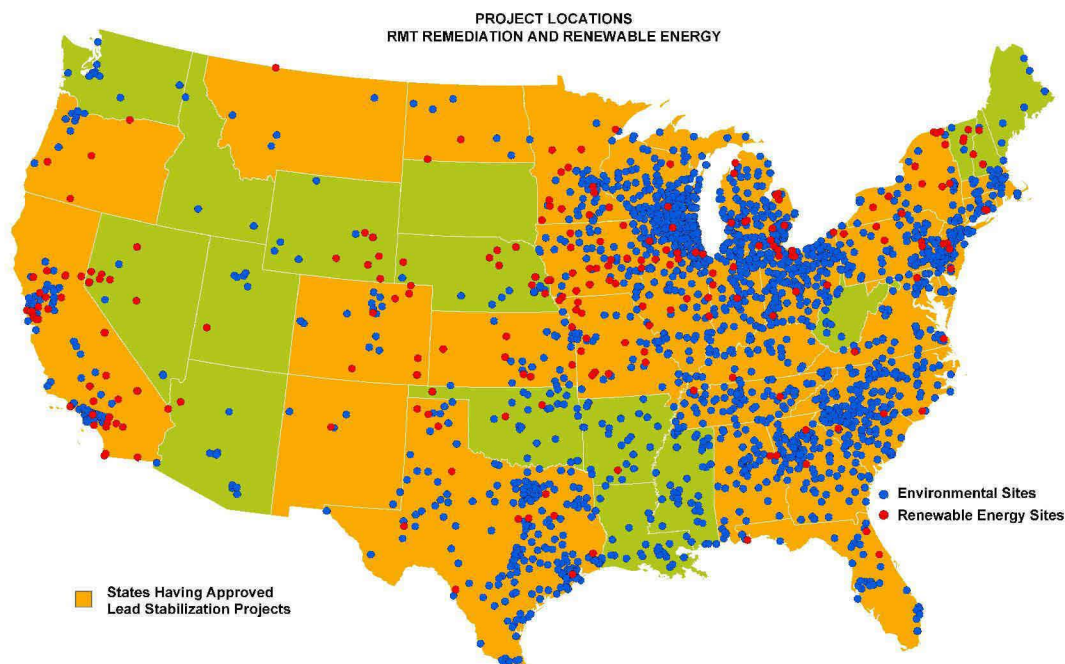 PROJECT LOCATIONS
RMT REMEDIATION AND RENEWABLE ENERGY
Environmental Sites
Renewable Energy Sites
States Having Approved
Lead Stabilization Projects